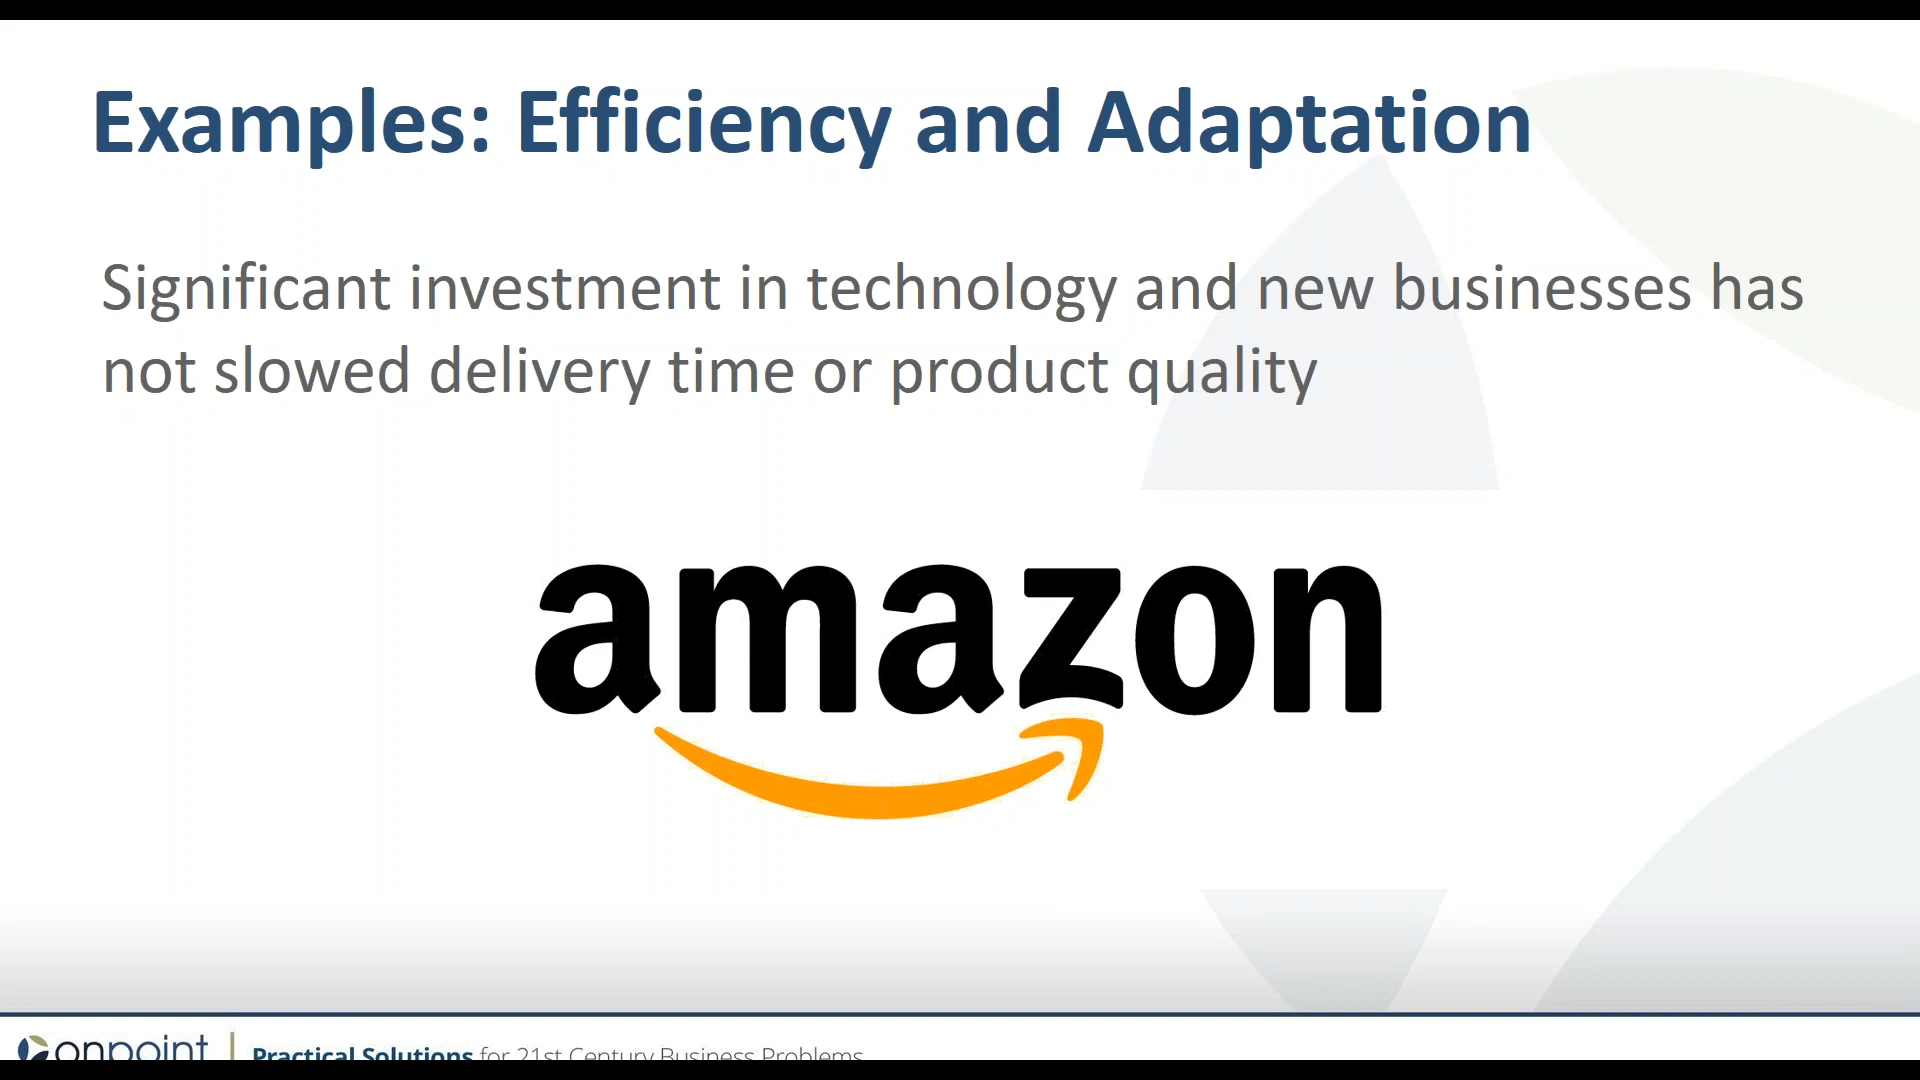 Examples: Efficiency and Adaptation
Significant investment in technology and new businesses has
not slowed delivery time or product quality
amazon
onpoint | Practical Solutions for 21st Century Business Problems